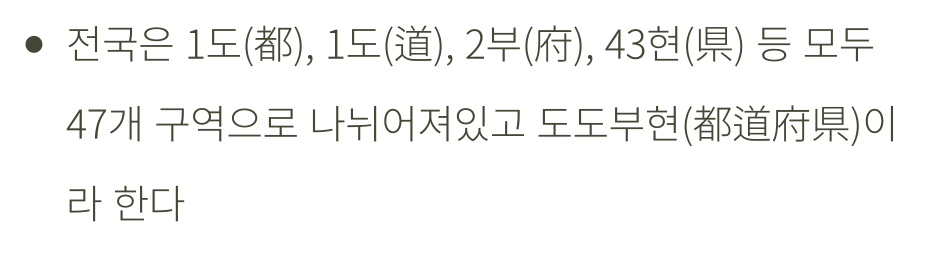 • 전국은 1도(都), 1도(道), 2부(府), 43현(県) 등 모두
47개 구역으로 나뉘어져있고 도도부현(都道府県)이
라 한다